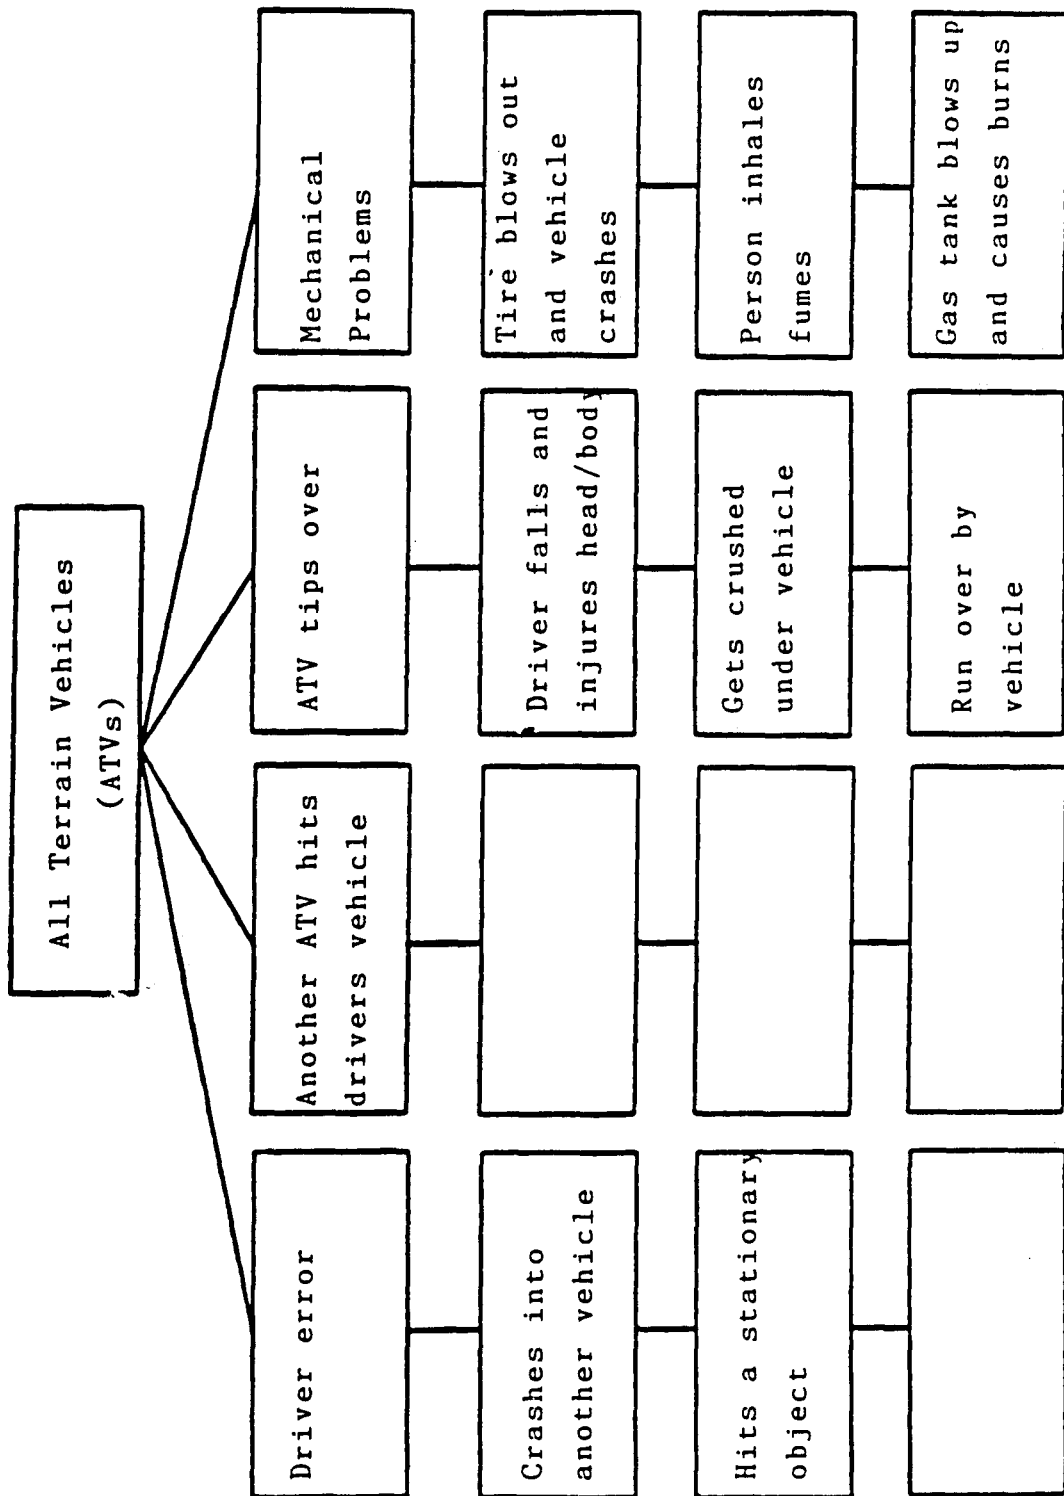 All Terrain Vehicles
(ATVs)
Driver error
Another ATV hits
drivers vehicle
ATV tips over
Mechanical
Problems
Crashes into
another vehicle
Driver falls and
injures head/body
Tire blows out
and vehicle
crashes
Hits a stationary
object
Gets crushed
under vehicle
Person inhales
fumes
Run over by
vehicle
Gas tank blows up
and causes burns